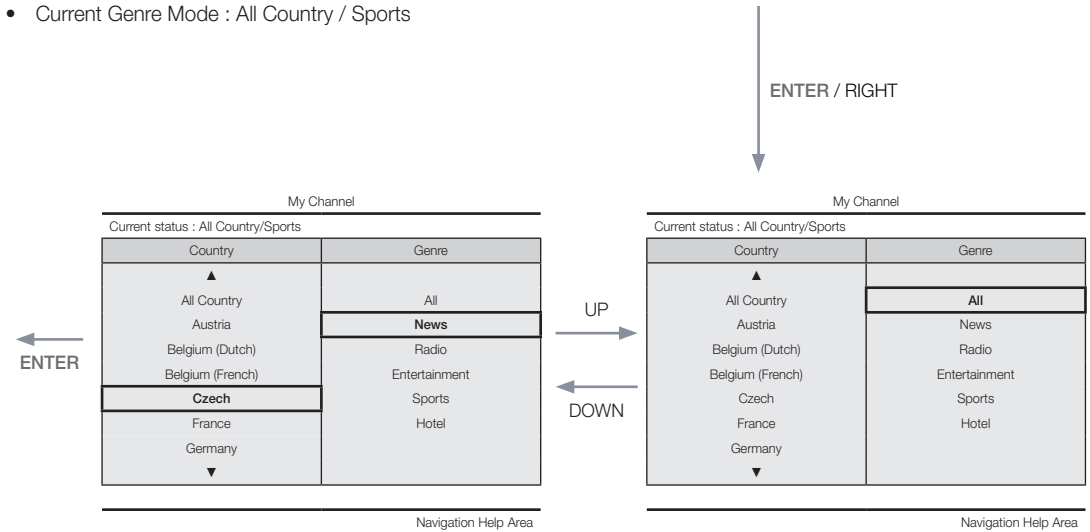 • Current Genre Mode : All Country / Sports
ENTER / RIGHT
My Channel
Current status : All Country/Sports
Country Genre
▲
All Country All
Austria News
Belgium (Dutch) Radio
Belgium (French) Entertainment
Czech Sports
France Hotel
Germany
▼
Navigation Help Area
ENTER
UP
DOWN
My Channel
Current status : All Country/Sports
Country Genre
▲
All Country All
Austria News
Belgium (Dutch) Radio
Belgium (French) Entertainment
Czech Sports
France Hotel
Germany
▼
Navigation Help Area